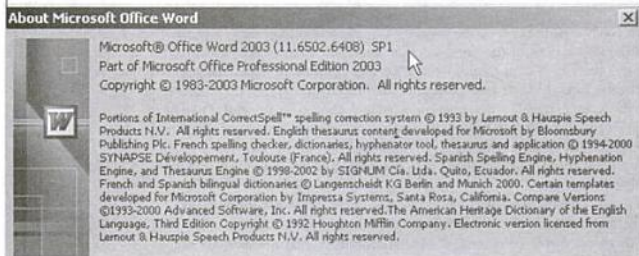 About Microsoft Office Word
Microsoft® Office Word 2003 (11.6502.6408) SP1
Part of Microsoft Office Professional Edition 2003
Copyright © 1983-2003 Microsoft Corporation. All rights reserved.
Portions of International CorrectSpell™ spelling correction system © 1993 by Lernout & Hauspie Speech
Products N.V. All rights reserved. English thesaurus content developed for Microsoft by Bloomsbury
Publishing Plc. French spelling checker, dictionaries, hyphenator tool, thesaurus and application © 1994-2000
SYNAPSE Développement, Toulouse (France). All rights reserved. Spanish Spelling Engine, Hyphenation
Engine, and Thesaurus Engine © 1998-2002 by SIGNUM Cía. Ltda. Quito, Ecuador. All rights reserved.
French and Spanish bilingual dictionaries © Langenscheidt KG Berlin and Munich 2000. Certain templates
developed for Microsoft Corporation by Impressa Systems, Santa Rosa, California. Compare Versions
©1993-2000 Advanced Software, Inc. All rights reserved.The American Heritage Dictionary of the English
Language, Third Edition Copyright © 1992 Houghton Mifflin Company. Electronic version licensed from
Lernout & Hauspie Speech Products N.V. All rights reserved.
W